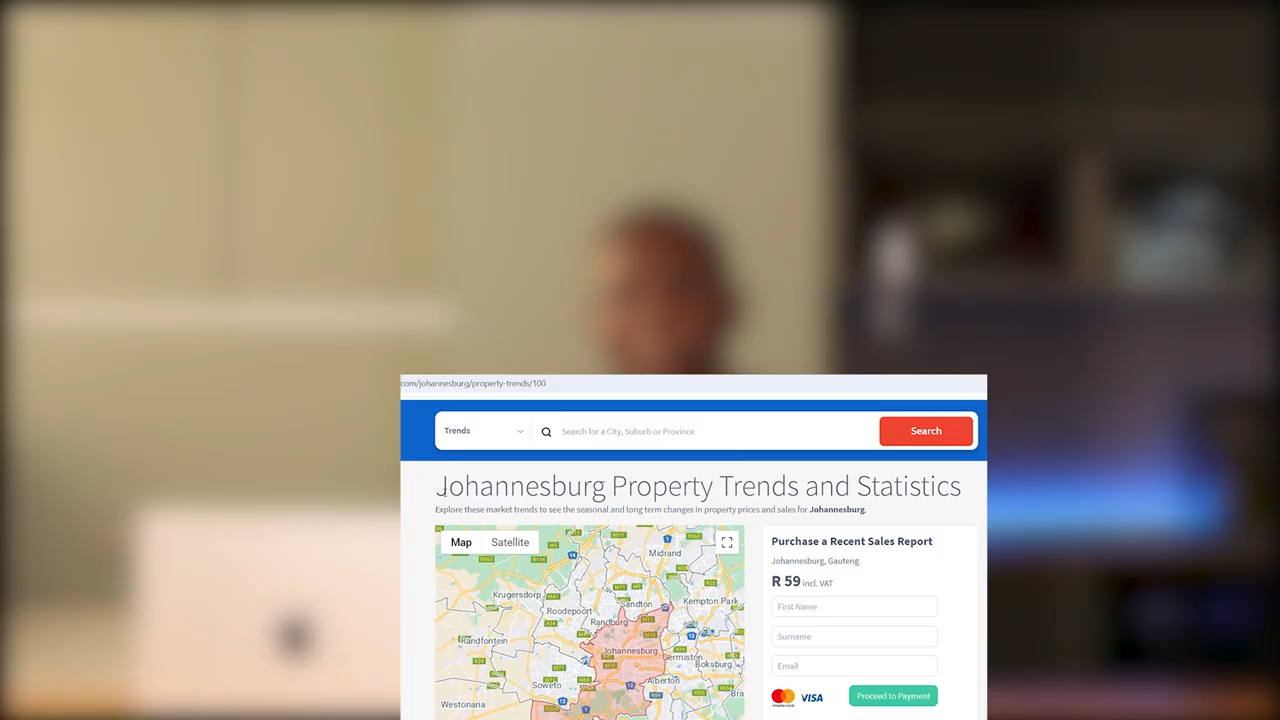 com/johannesburg/property-trends/100
Trends
Search for a City, Suburb or Province
Search
Johannesburg Property Trends and Statistics
Explore these market trends to see the seasonal and long term changes in property prices and sales for Johannesburg.
Map
Satellite
Midrand
Krugersdorp
Roodepoort
Sandton
Kempton Park
Randburg
Randfontein
Johannesburg
Germiston
Boksburg
Soweto
Alberton
Bra
Westonaria
Purchase a Recent Sales Report
Johannesburg, Gauteng
R 59 incl. VAT
First Name
Surname
Email
mastercard
VISA
Proceed to Payment